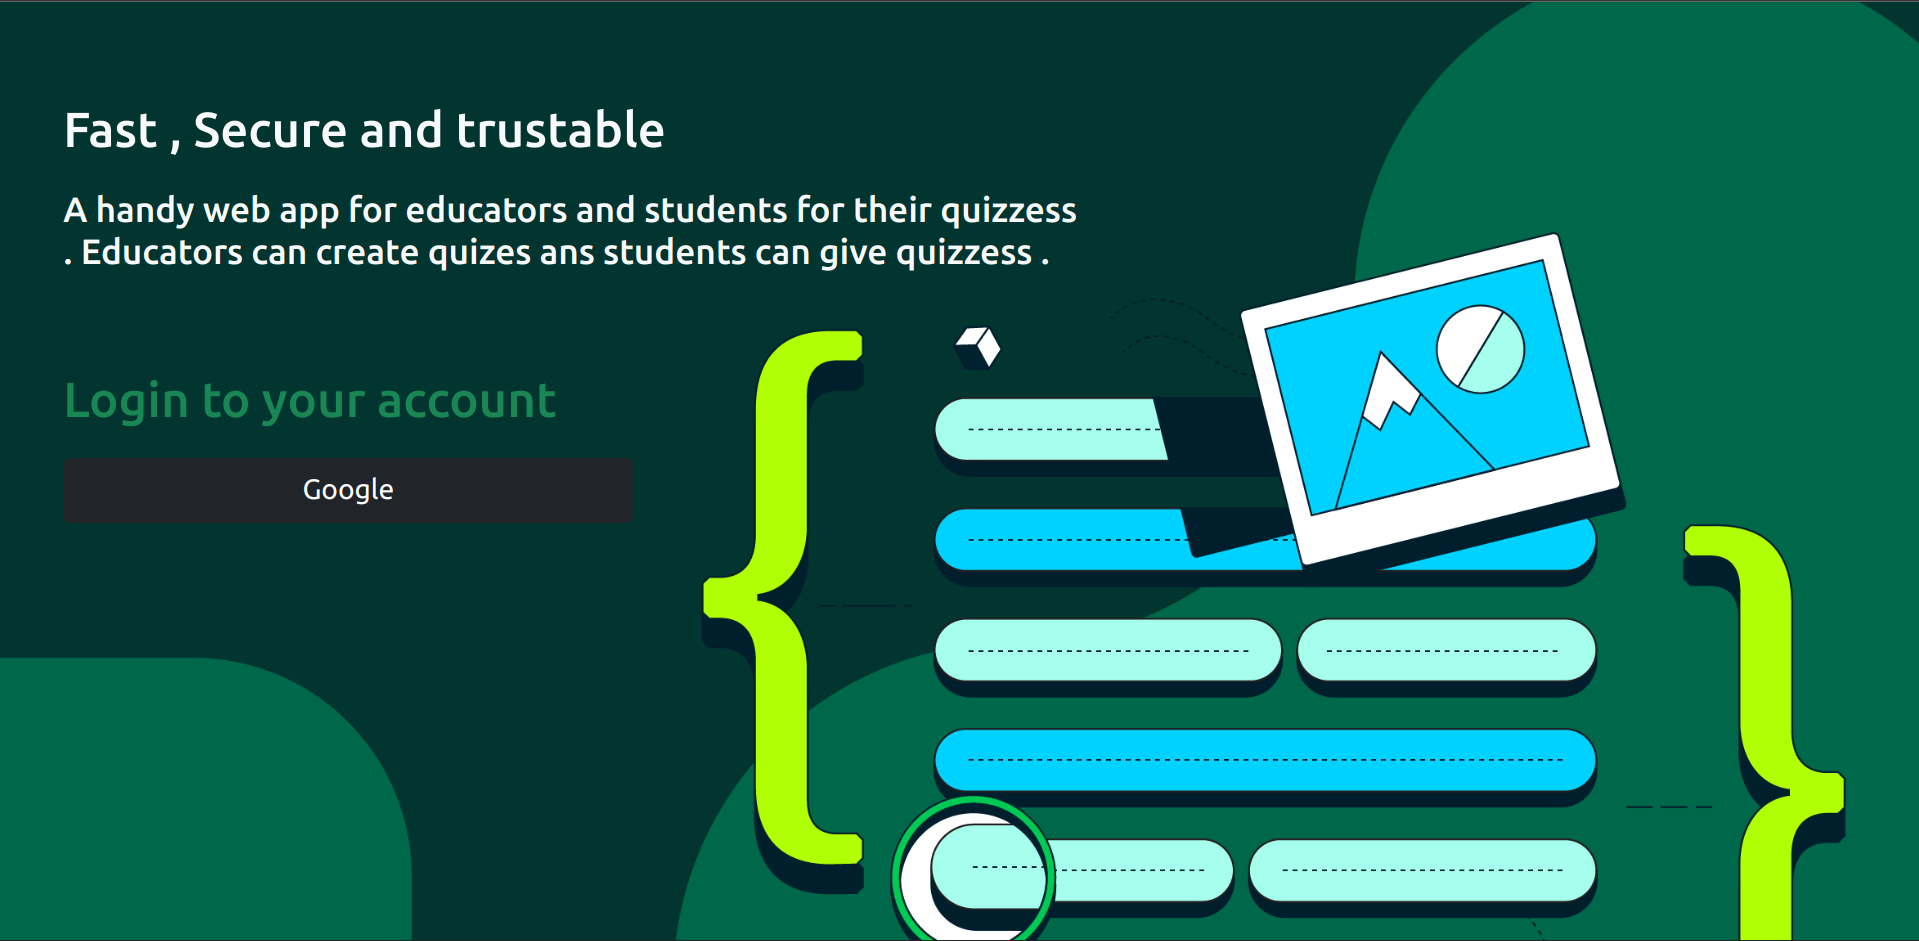 Fast , Secure and trustable
A handy web app for educators and students for their quizzess
. Educators can create quizes ans students can give quizzess .
Login to your account
Google